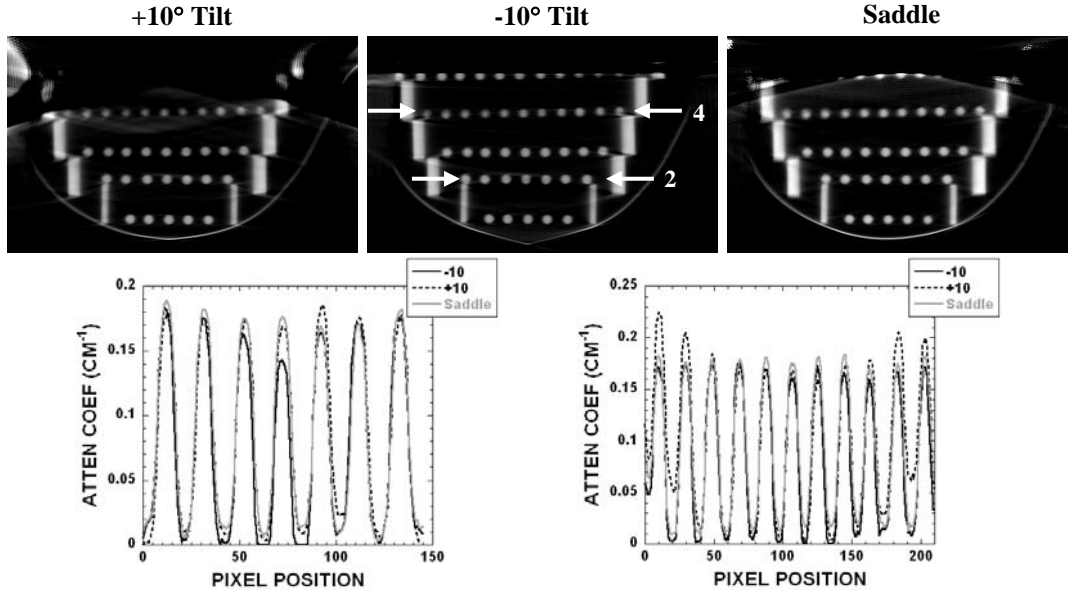 +10° Tilt
-10° Tilt
Saddle
4
2
-10
+10
Saddle
0.2
0.15
0.1
0.05
0
0 50 100 150
ATTEN COEF (CM⁻¹)
PIXEL POSITION
-10
+10
Saddle
0.25
0.2
0.15
0.1
0.05
0
0 50 100 150 200
ATTEN COEF (CM⁻¹)
PIXEL POSITION